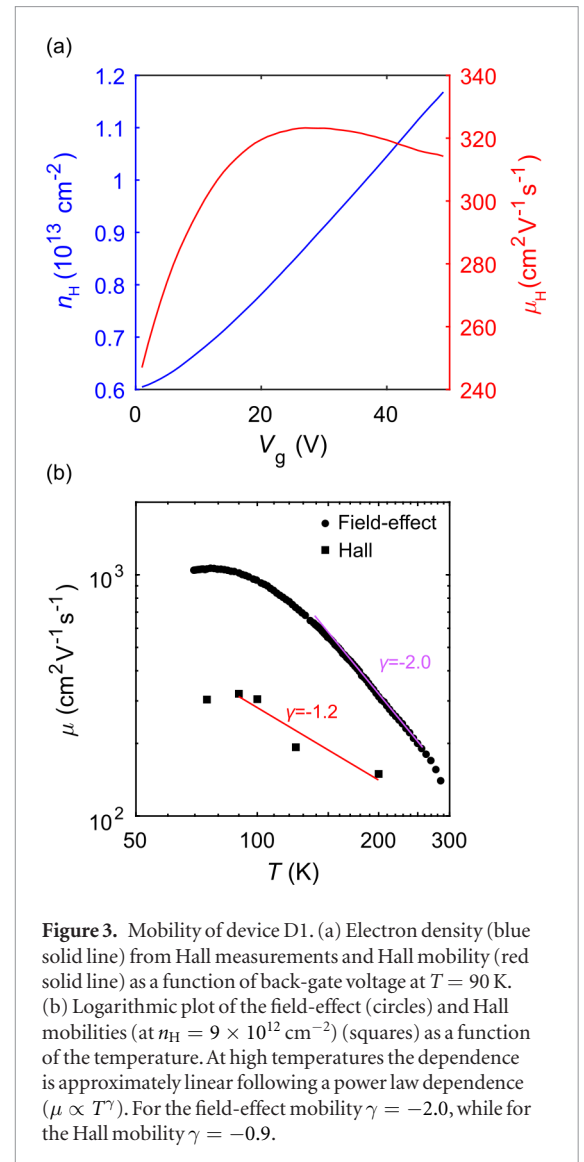 (a)
1.2
1.1
1
0.9
0.8
0.7
0.6
n_H (10^13 cm^-2)
340
320
300
280
260
240
μ_H (cm^2 V^-1 s^-1)
0
20
40
V_g (V)
(b)
Field-effect
Hall
10^3
10^2
μ (cm^2 V^-1 s^-1)
γ=-2.0
γ=-1.2
50
100
200
300
T (K)
Figure 3. Mobility of device D1. (a) Electron density (blue
solid line) from Hall measurements and Hall mobility (red
solid line) as a function of back-gate voltage at T = 90 K.
(b) Logarithmic plot of the field-effect (circles) and Hall
mobilities (at n_H = 9 × 10^12 cm^−2) (squares) as a function
of the temperature. At high temperatures the dependence
is approximately linear following a power law dependence
(μ ∝ T^γ). For the field-effect mobility γ = −2.0, while for
the Hall mobility γ = −0.9.